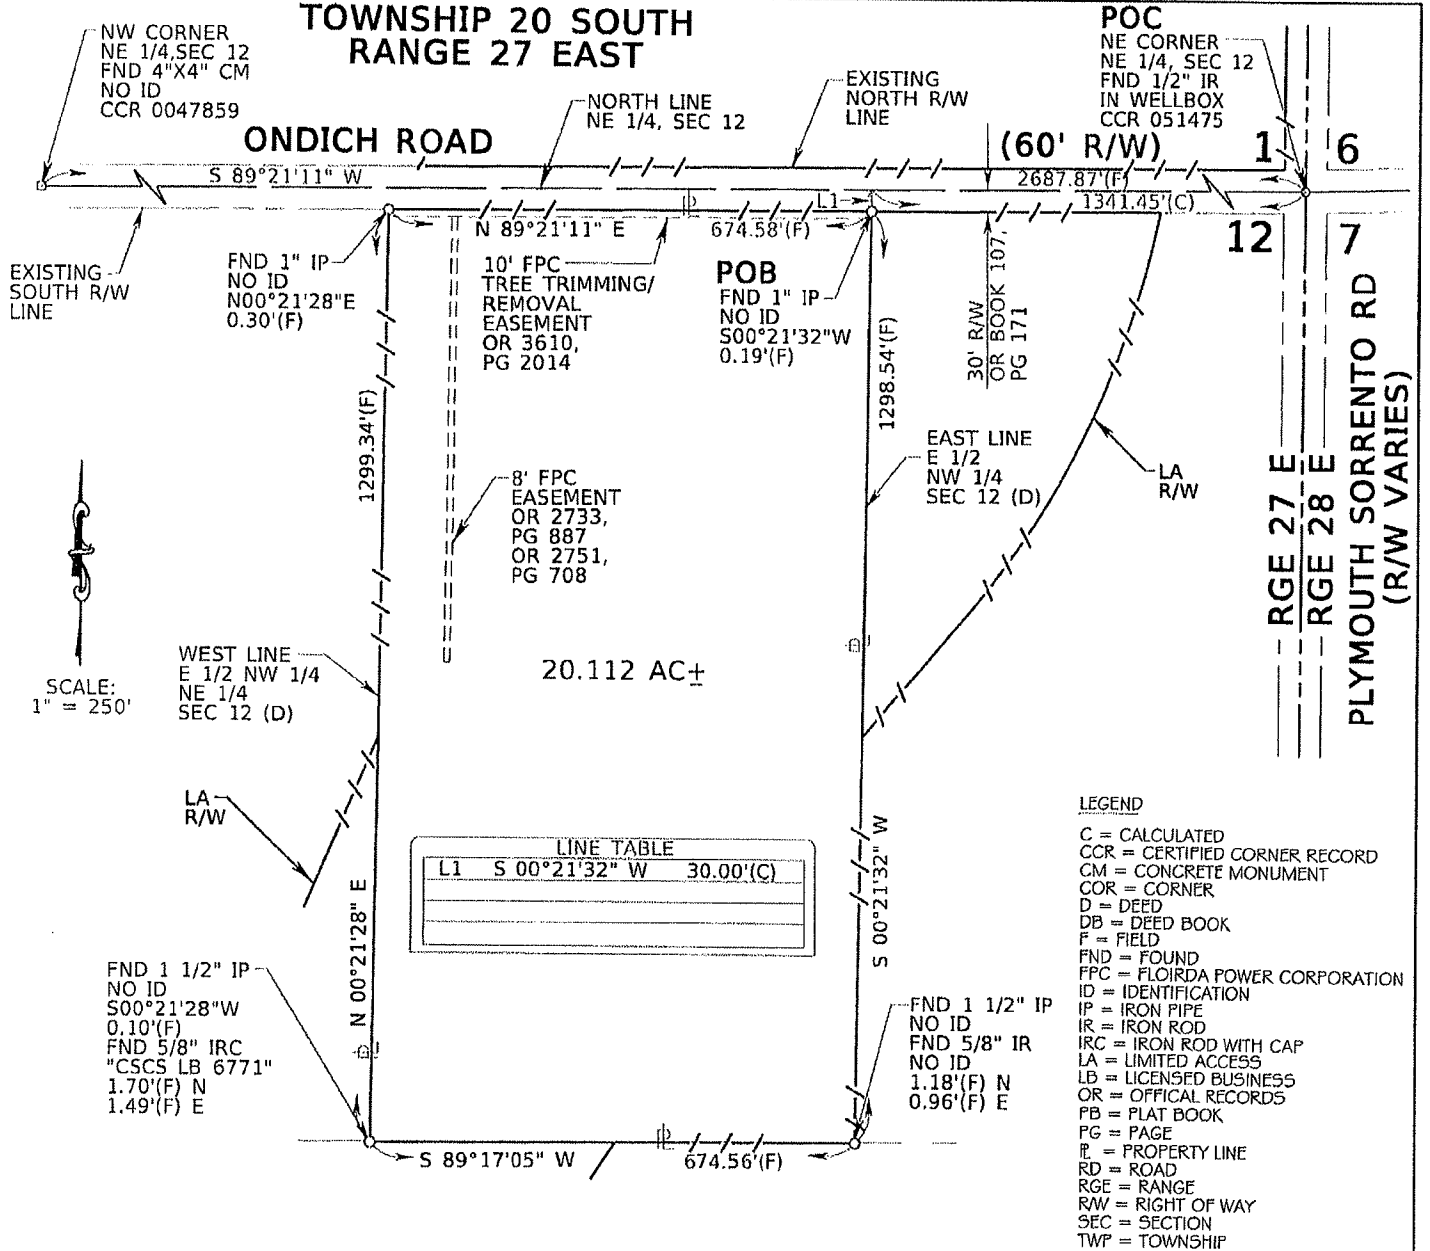 TOWNSHIP 20 SOUTH
RANGE 27 EAST
NW CORNER
NE 1/4,SEC 12
FND 4"X4" CM
NO ID
CCR 0047859
NORTH LINE
NE 1/4, SEC 12
EXISTING
NORTH R/W
LINE
POC
NE CORNER
NE 1/4, SEC 12
FND 1/2" IR
IN WELLBOX
CCR 051475
ONDICH ROAD
(60' R/W)
1
6
S 89°21'11" W
2687.87'(F)
L1
1341.45'(C)
12
7
N 89°21'11" E
674.58'(F)
EXISTING
SOUTH R/W
LINE
FND 1" IP
NO ID
N00°21'28"E
0.30'(F)
10' FPC
TREE TRIMMING/
REMOVAL
EASEMENT
OR 3610,
PG 2014
POB
FND 1" IP
NO ID
S00°21'32"W
0.19'(F)
30' R/W
OR BOOK 107,
PG 171
1299.34'(F)
1298.54'(F)
EAST LINE
E 1/2
NW 1/4
SEC 12 (D)
LA
R/W
RGE 27 E
RGE 28 E
PLYMOUTH SORRENTO RD
(R/W VARIES)
8' FPC
EASEMENT
OR 2733,
PG 887
OR 2751,
PG 708
SCALE:
1" = 250'
WEST LINE
E 1/2 NW 1/4
NE 1/4
SEC 12 (D)
20.112 AC±
PL
LA
R/W
LINE TABLE
L1 S 00°21'32" W 30.00'(C)
N 00°21'28" E
S 00°21'32" W
FND 1 1/2" IP
NO ID
S00°21'28"W
0.10'(F)
FND 5/8" IRC
"CSCS LB 6771"
1.70'(F) N
1.49'(F) E
PL
FND 1 1/2" IP
NO ID
FND 5/8" IR
NO ID
1.18'(F) N
0.96'(F) E
PL
S 89°17'05" W
674.56'(F)
LEGEND
C = CALCULATED
CCR = CERTIFIED CORNER RECORD
CM = CONCRETE MONUMENT
COR = CORNER
D = DEED
DB = DEED BOOK
F = FIELD
FND = FOUND
FPC = FLOIRDA POWER CORPORATION
ID = IDENTIFICATION
IP = IRON PIPE
IR = IRON ROD
IRC = IRON ROD WITH CAP
LA = LIMITED ACCESS
LB = LICENSED BUSINESS
OR = OFFICAL RECORDS
PB = PLAT BOOK
PG = PAGE
PL = PROPERTY LINE
RD = ROAD
RGE = RANGE
R/W = RIGHT OF WAY
SEC = SECTION
TWP = TOWNSHIP